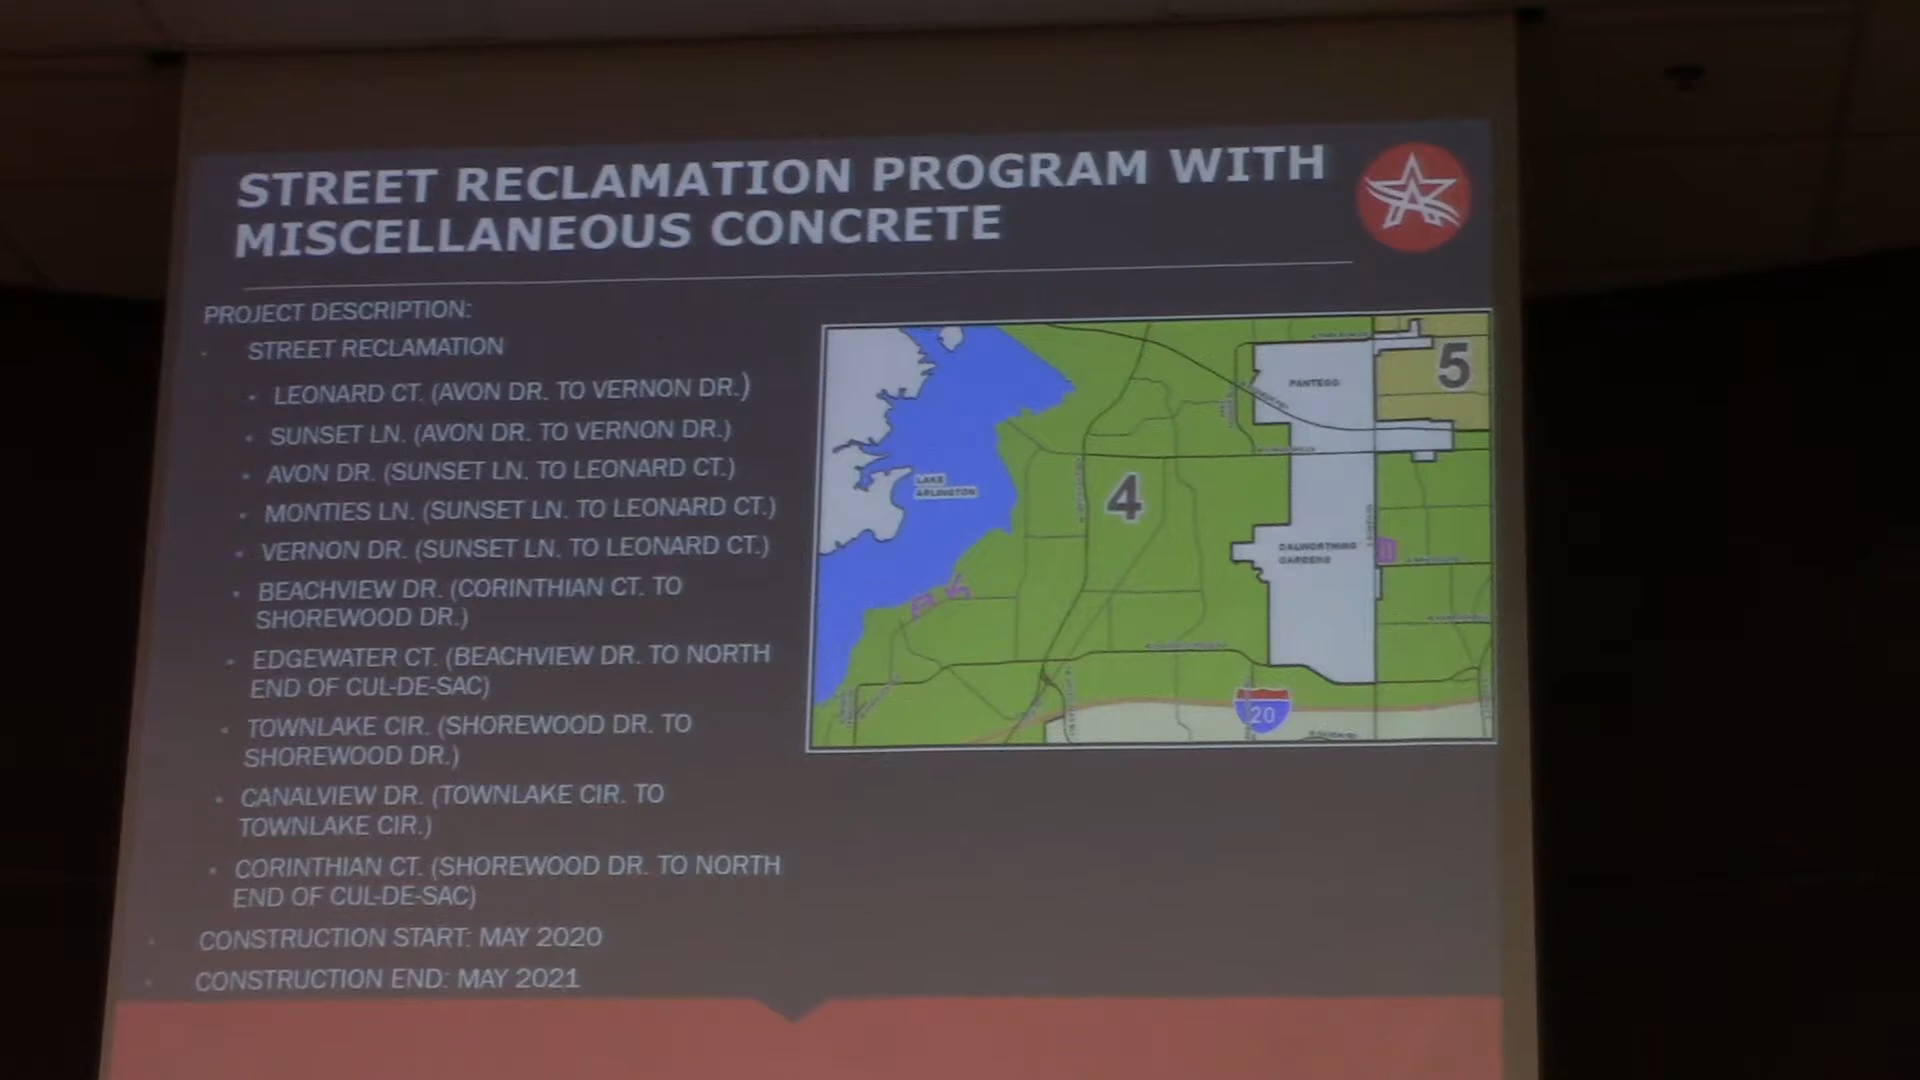 STREET RECLAMATION PROGRAM WITH
MISCELLANEOUS CONCRETE
PROJECT DESCRIPTION:
STREET RECLAMATION
LEONARD CT. (AVON DR. TO VERNON DR.)
SUNSET LN. (AVON DR. TO VERNON DR.)
AVON DR. (SUNSET LN. TO LEONARD CT.)
MONTIES LN. (SUNSET LN. TO LEONARD CT.)
VERNON DR. (SUNSET LN. TO LEONARD CT.)
BEACHVIEW DR. (CORINTHIAN CT. TO
SHOREWOOD DR.)
EDGEWATER CT. (BEACHVIEW DR. TO NORTH
END OF CUL-DE-SAC)
TOWNLAKE CIR. (SHOREWOOD DR. TO
SHOREWOOD DR.)
CANALVIEW DR. (TOWNLAKE CIR. TO
TOWNLAKE CIR.)
CORINTHIAN CT. (SHOREWOOD DR. TO NORTH
END OF CUL-DE-SAC)
CONSTRUCTION START: MAY 2020
CONSTRUCTION END: MAY 2021
5
PANTEGO
LAKE
ARLINGTON
4
DALWORTHING
GARDENS
20